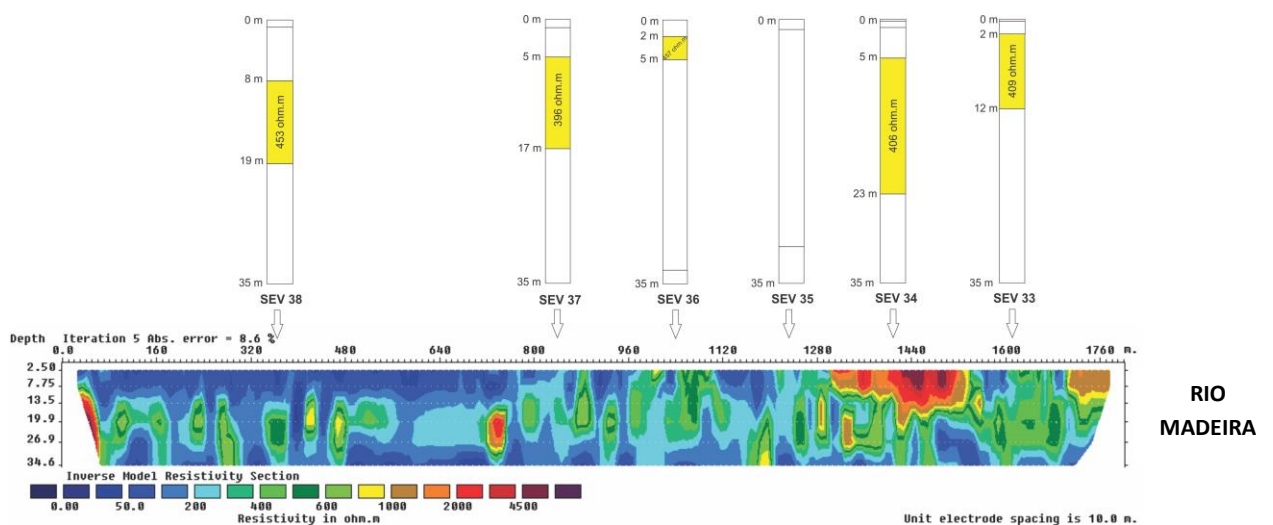 0 m
8 m
453 ohm.m
19 m
35 m
SEV 38
0 m
5 m
396 ohm.m
17 m
35 m
SEV 37
0 m
2 m
5 m
35 m
SEV 36
0 m
35 m
SEV 35
0 m
5 m
406 ohm.m
23 m
35 m
SEV 34
0 m
2 m
409 ohm.m
12 m
35 m
SEV 33
Depth Iteration 5 Abs. error = 8.6 %
0.0 160 320 480 640 800 960 1120 1280 1440 1600 1760 m.
2.50
7.75
13.5
19.9
26.9
34.6
RIO
MADEIRA
Inverse Model Resistivity Section
0.00 50.0 200 400 600 1000 2000 4500
Resistivity in ohm.m
Unit electrode spacing is 10.0 m.